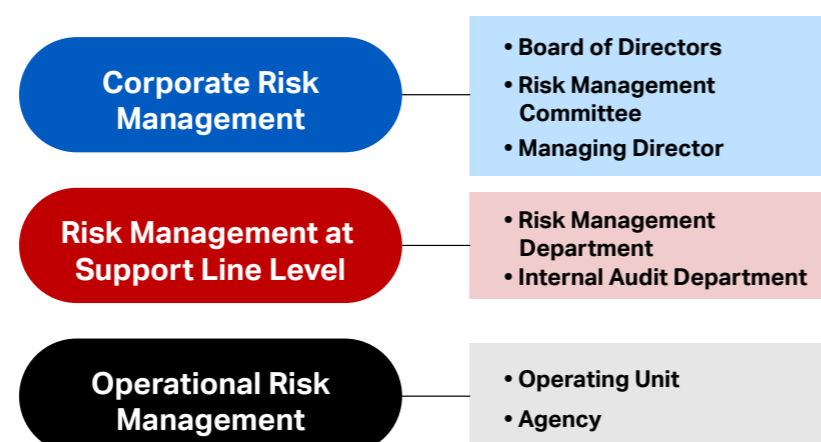 Corporate Risk
Management
• Board of Directors
• Risk Management
Committee
• Managing Director
Risk Management at
Support Line Level
• Risk Management
Department
• Internal Audit Department
Operational Risk
Management
• Operating Unit
• Agency